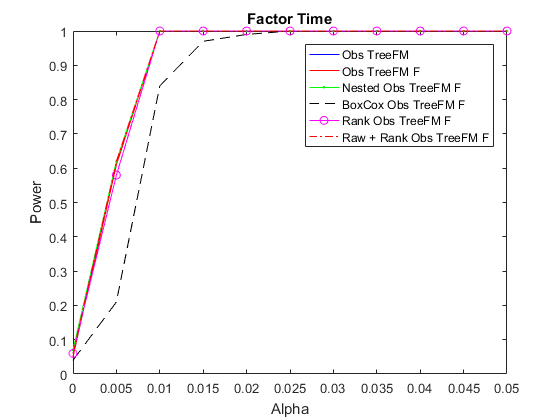 Factor Time
1
0.9
0.8
0.7
0.6
0.5
0.4
0.3
0.2
0.1
0
Power
Obs TreeFM
Obs TreeFM F
Nested Obs TreeFM F
BoxCox Obs TreeFM F
Rank Obs TreeFM F
Raw + Rank Obs TreeFM F
0 0.005 0.01 0.015 0.02 0.025 0.03 0.035 0.04 0.045 0.05
Alpha